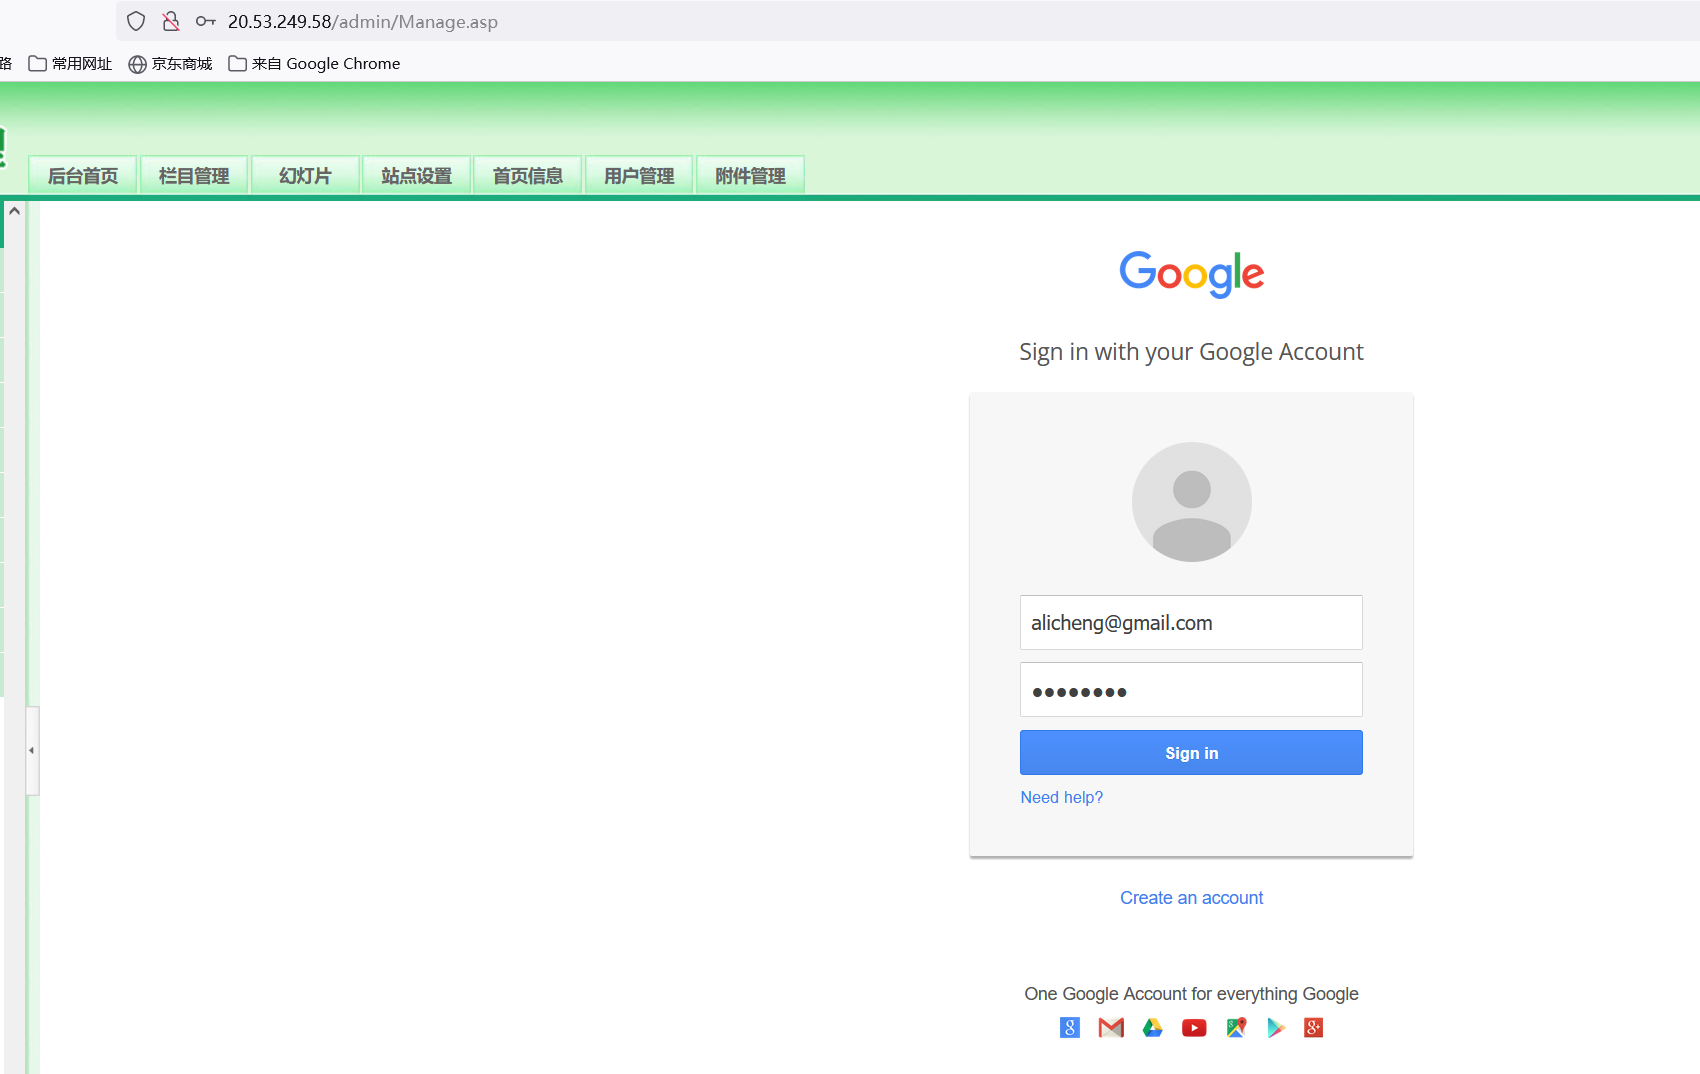 20.53.249.58/admin/Manage.asp
路 常用网址 京东商城 来自 Google Chrome
后台首页 栏目管理 幻灯片 站点设置 首页信息 用户管理 附件管理
Google
Sign in with your Google Account
alicheng@gmail.com
••••••••
Sign in
Need help?
Create an account
One Google Account for everything Google